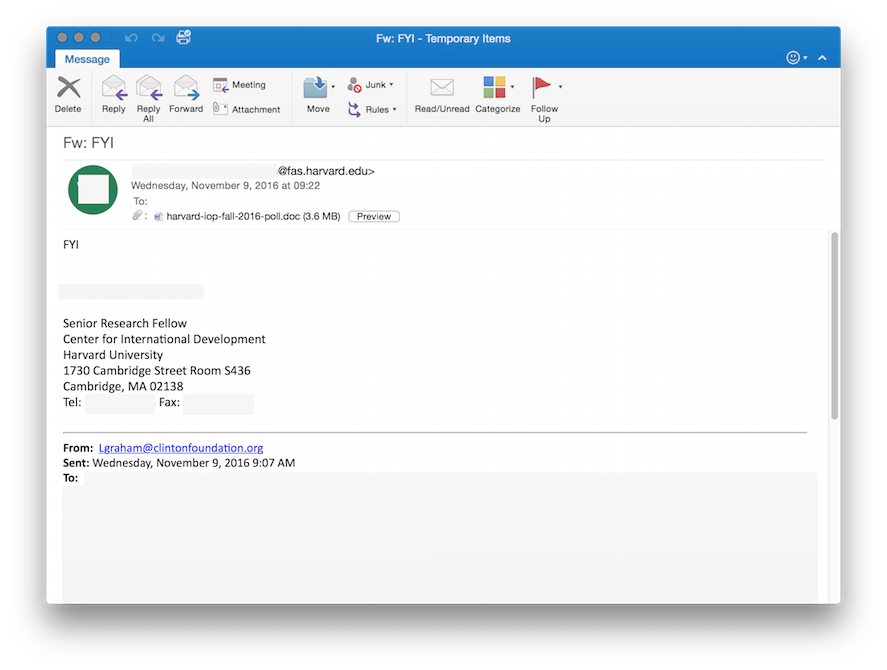 Fw: FYI - Temporary Items
Message
Delete
Reply
Reply All
Forward
Meeting
Attachment
Move
Junk
Rules
Read/Unread
Categorize
Follow Up
Fw: FYI
@fas.harvard.edu>
Wednesday, November 9, 2016 at 09:22
To:
harvard-iop-fall-2016-poll.doc (3.6 MB) Preview
FYI
Senior Research Fellow
Center for International Development
Harvard University
1730 Cambridge Street Room S436
Cambridge, MA 02138
Tel: Fax:
From: Lgraham@clintonfoundation.org
Sent: Wednesday, November 9, 2016 9:07 AM
To: